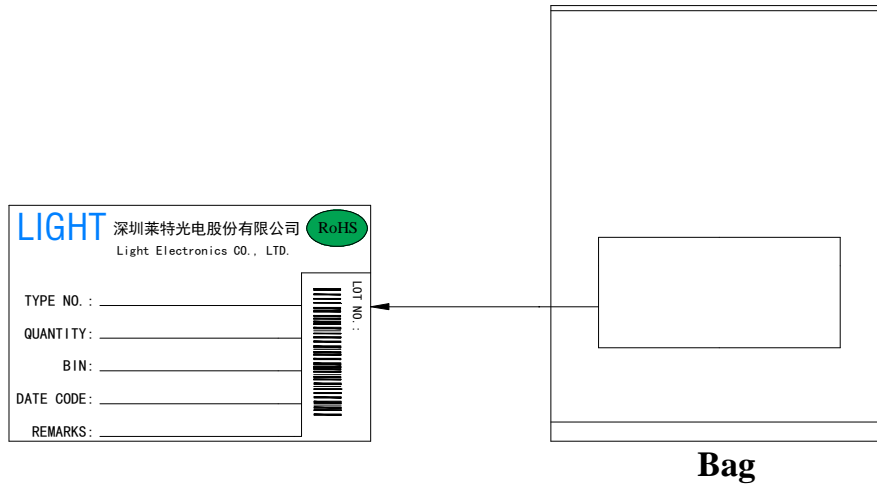 LIGHT 深圳莱特光电股份有限公司 RoHS
Light Electronics CO., LTD.
LOT NO.:
TYPE NO.:
QUANTITY:
BIN:
DATE CODE:
REMARKS:
Bag